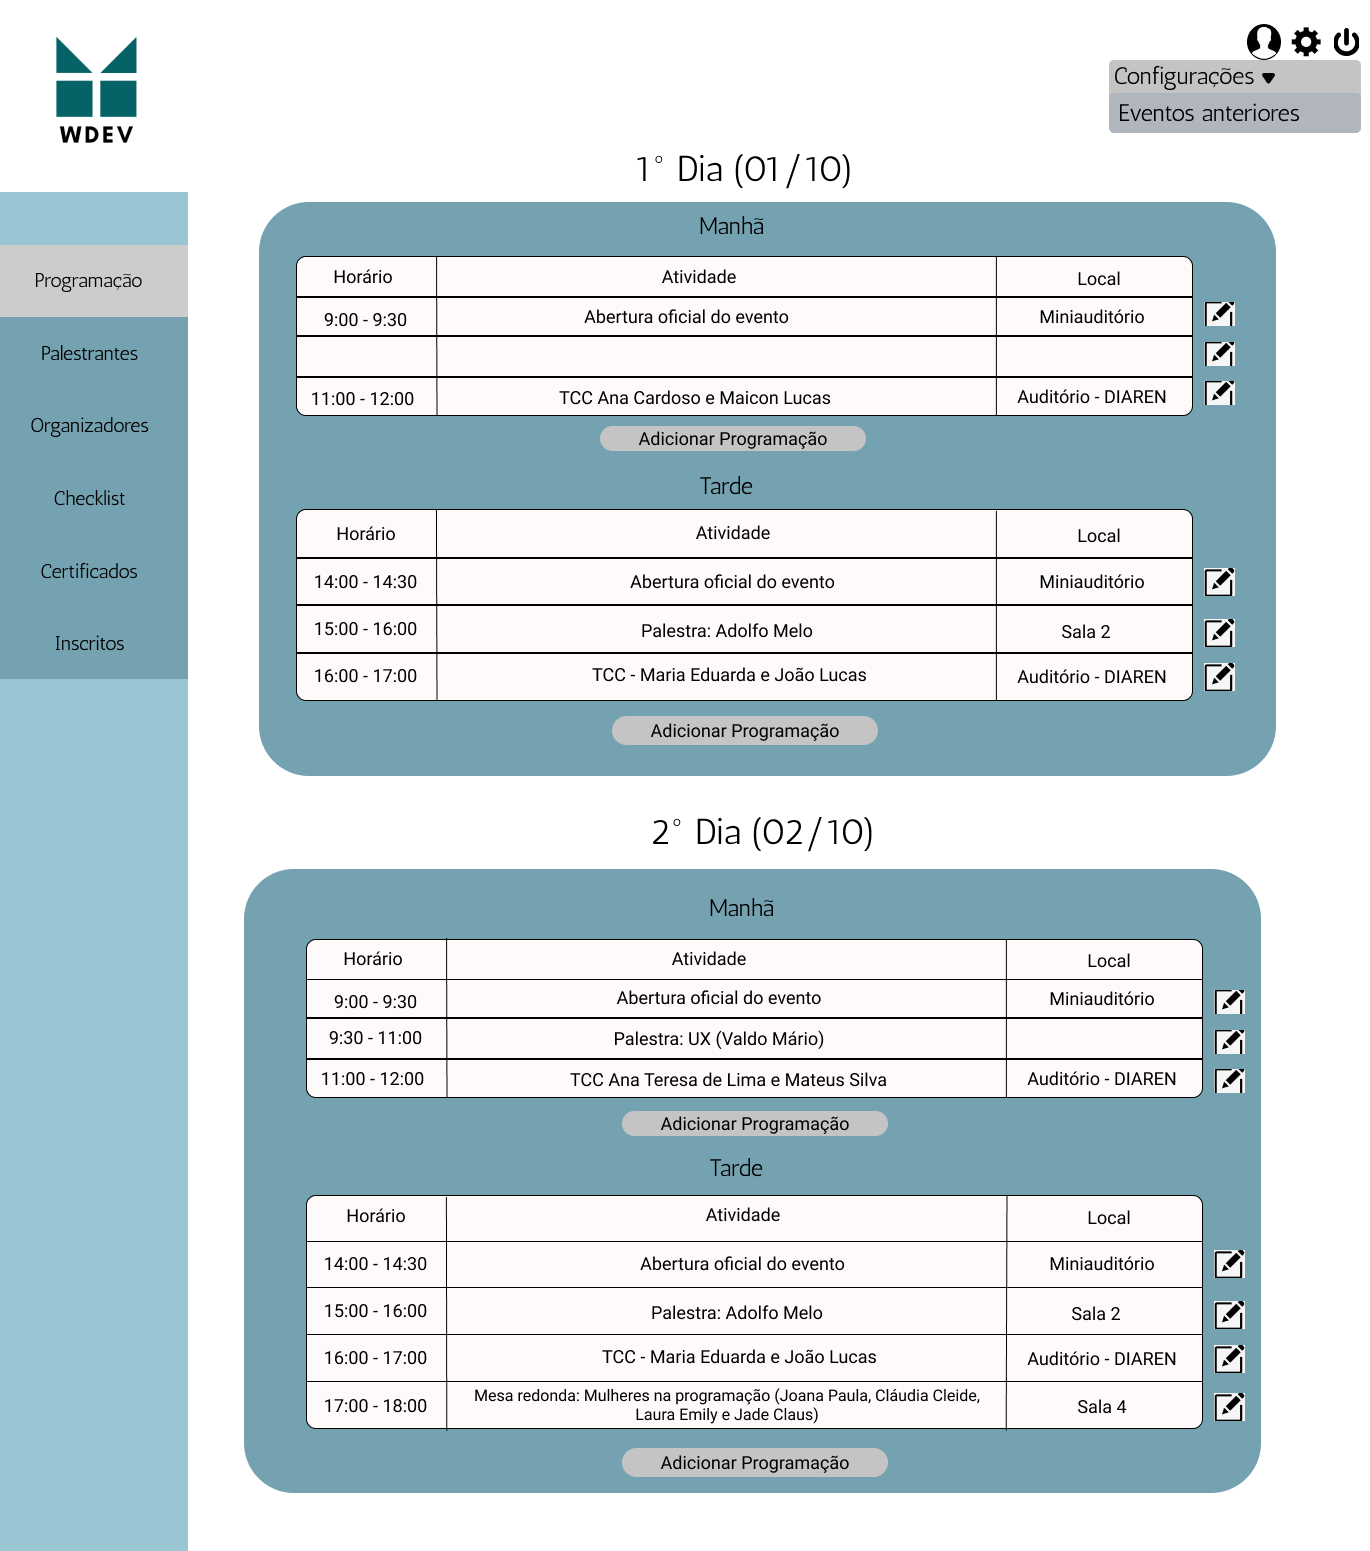 WDEV
Configurações
Eventos anteriores
Programação
Palestrantes
Organizadores
Checklist
Certificados
Inscritos
1° Dia (01/10)
Manhã
Horário Atividade Local
9:00 - 9:30 Abertura oficial do evento Miniauditório
11:00 - 12:00 TCC Ana Cardoso e Maicon Lucas Auditório - DIAREN
Adicionar Programação
Tarde
Horário Atividade Local
14:00 - 14:30 Abertura oficial do evento Miniauditório
15:00 - 16:00 Palestra: Adolfo Melo Sala 2
16:00 - 17:00 TCC - Maria Eduarda e João Lucas Auditório - DIAREN
Adicionar Programação
2° Dia (02/10)
Manhã
Horário Atividade Local
9:00 - 9:30 Abertura oficial do evento Miniauditório
9:30 - 11:00 Palestra: UX (Valdo Mário)
11:00 - 12:00 TCC Ana Teresa de Lima e Mateus Silva Auditório - DIAREN
Adicionar Programação
Tarde
Horário Atividade Local
14:00 - 14:30 Abertura oficial do evento Miniauditório
15:00 - 16:00 Palestra: Adolfo Melo Sala 2
16:00 - 17:00 TCC - Maria Eduarda e João Lucas Auditório - DIAREN
17:00 - 18:00 Mesa redonda: Mulheres na programação (Joana Paula, Cláudia Cleide, Sala 4
Laura Emily e Jade Claus)
Adicionar Programação